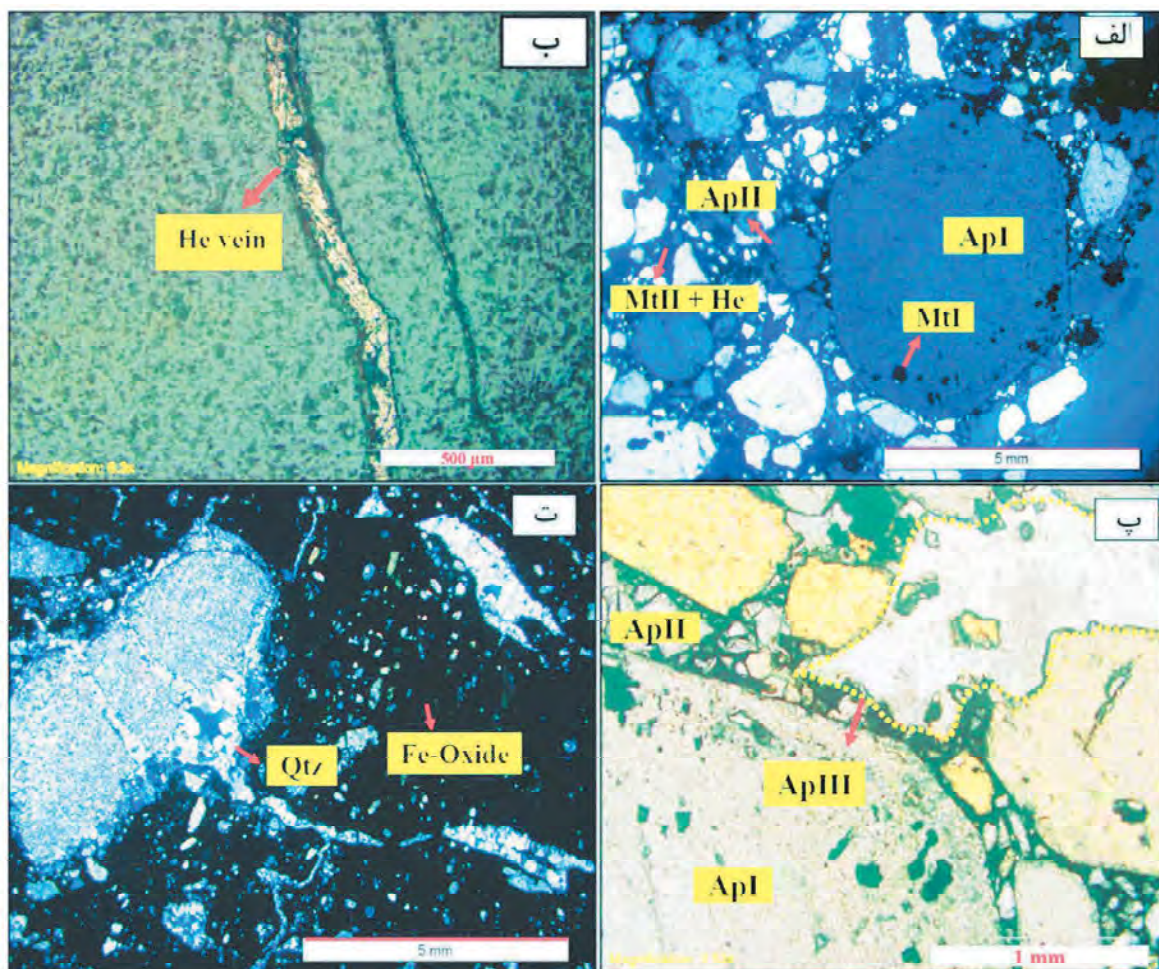 الف
ApII
ApI
MtII + He
MtI
5 mm
ب
He vein
500 µm
پ
ApII
ApIII
ApI
1 mm
ت
Qtz
Fe-Oxide
5 mm